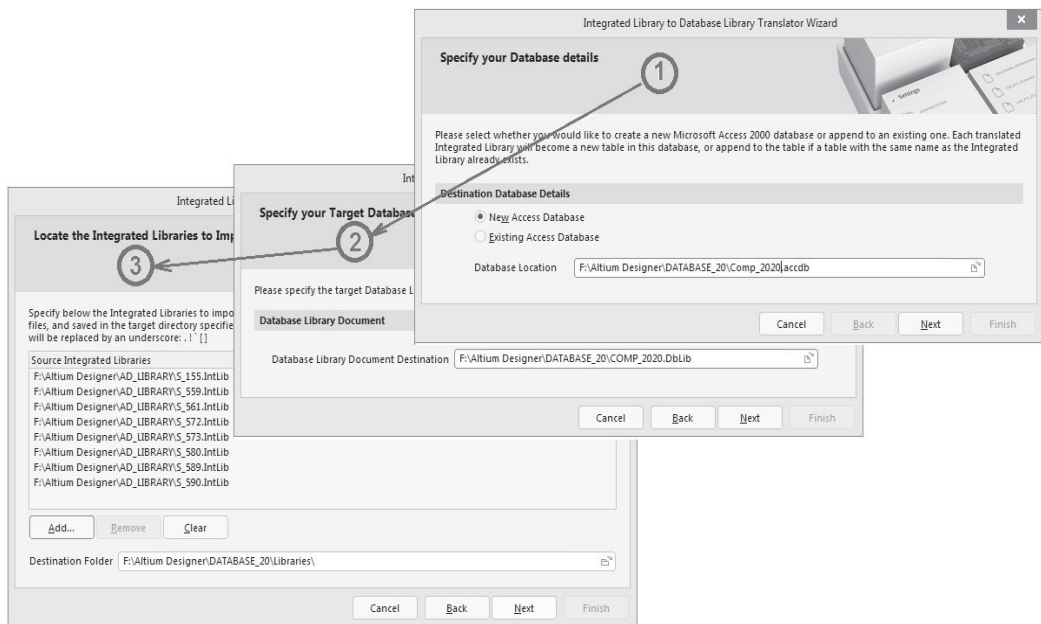 Integrated Library to Database Library Translator Wizard
Specify your Database details
1
Settings
Please select whether you would like to create a new Microsoft Access 2000 database or append to an existing one. Each translated
Integrated Library will become a new table in this database, or append to the table if a table with the same name as the Integrated
Library already exists.
Destination Database Details
New Access Database
Existing Access Database
Database Location F:\Altium Designer\DATABASE_20\Comp_2020.accdb
Cancel Back Next Finish
Int
Specify your Target Database
2
Please specify the target Database L
Database Library Document
Database Library Document Destination F:\Altium Designer\DATABASE_20\COMP_2020.DbLib
Cancel Back Next Finish
Integrated Li
Locate the Integrated Libraries to Imp
3
Specify below the Integrated Libraries to impo
files, and saved in the target directory specifie
will be replaced by an underscore: . ! ` [ ]
Source Integrated Libraries
F:\Altium Designer\AD_LIBRARY\S_155.IntLib
F:\Altium Designer\AD_LIBRARY\S_559.IntLib
F:\Altium Designer\AD_LIBRARY\S_561.IntLib
F:\Altium Designer\AD_LIBRARY\S_572.IntLib
F:\Altium Designer\AD_LIBRARY\S_573.IntLib
F:\Altium Designer\AD_LIBRARY\S_580.IntLib
F:\Altium Designer\AD_LIBRARY\S_589.IntLib
F:\Altium Designer\AD_LIBRARY\S_590.IntLib
Add... Remove Clear
Destination Folder F:\Altium Designer\DATABASE_20\Libraries\
Cancel Back Next Finish